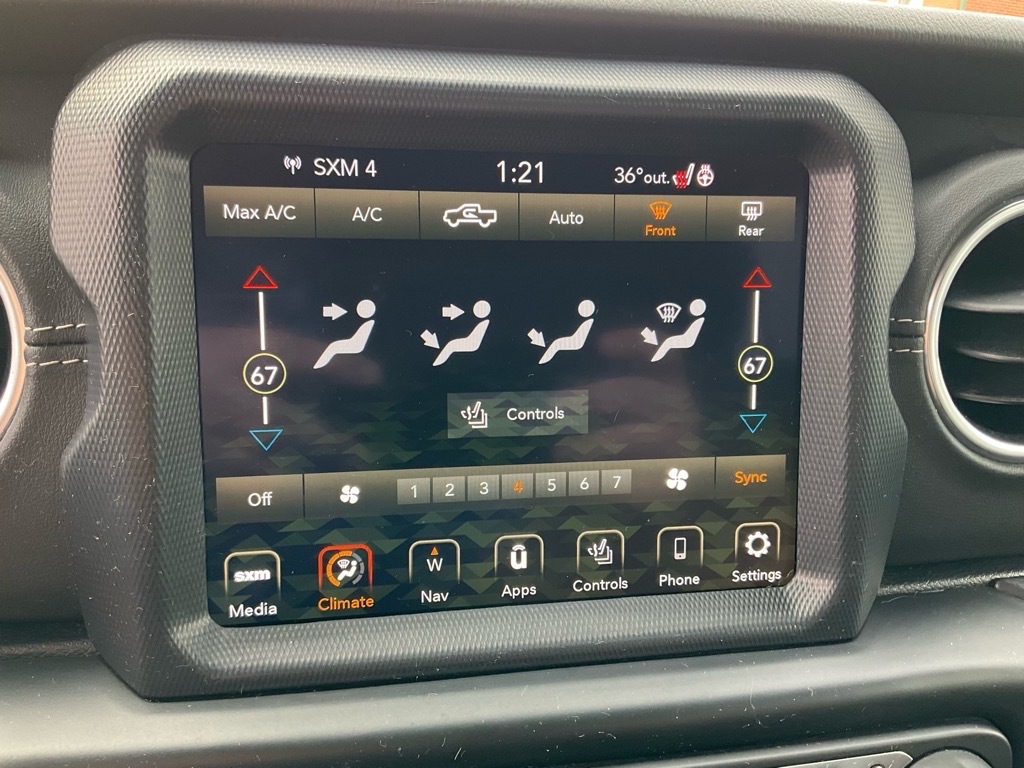 SXM 4 1:21 36°out.
Max A/C A/C Auto Front Rear
67 67
Controls
Off 1 2 3 4 5 6 7 Sync
sxm W ū
Media Climate Nav Apps Controls Phone Settings